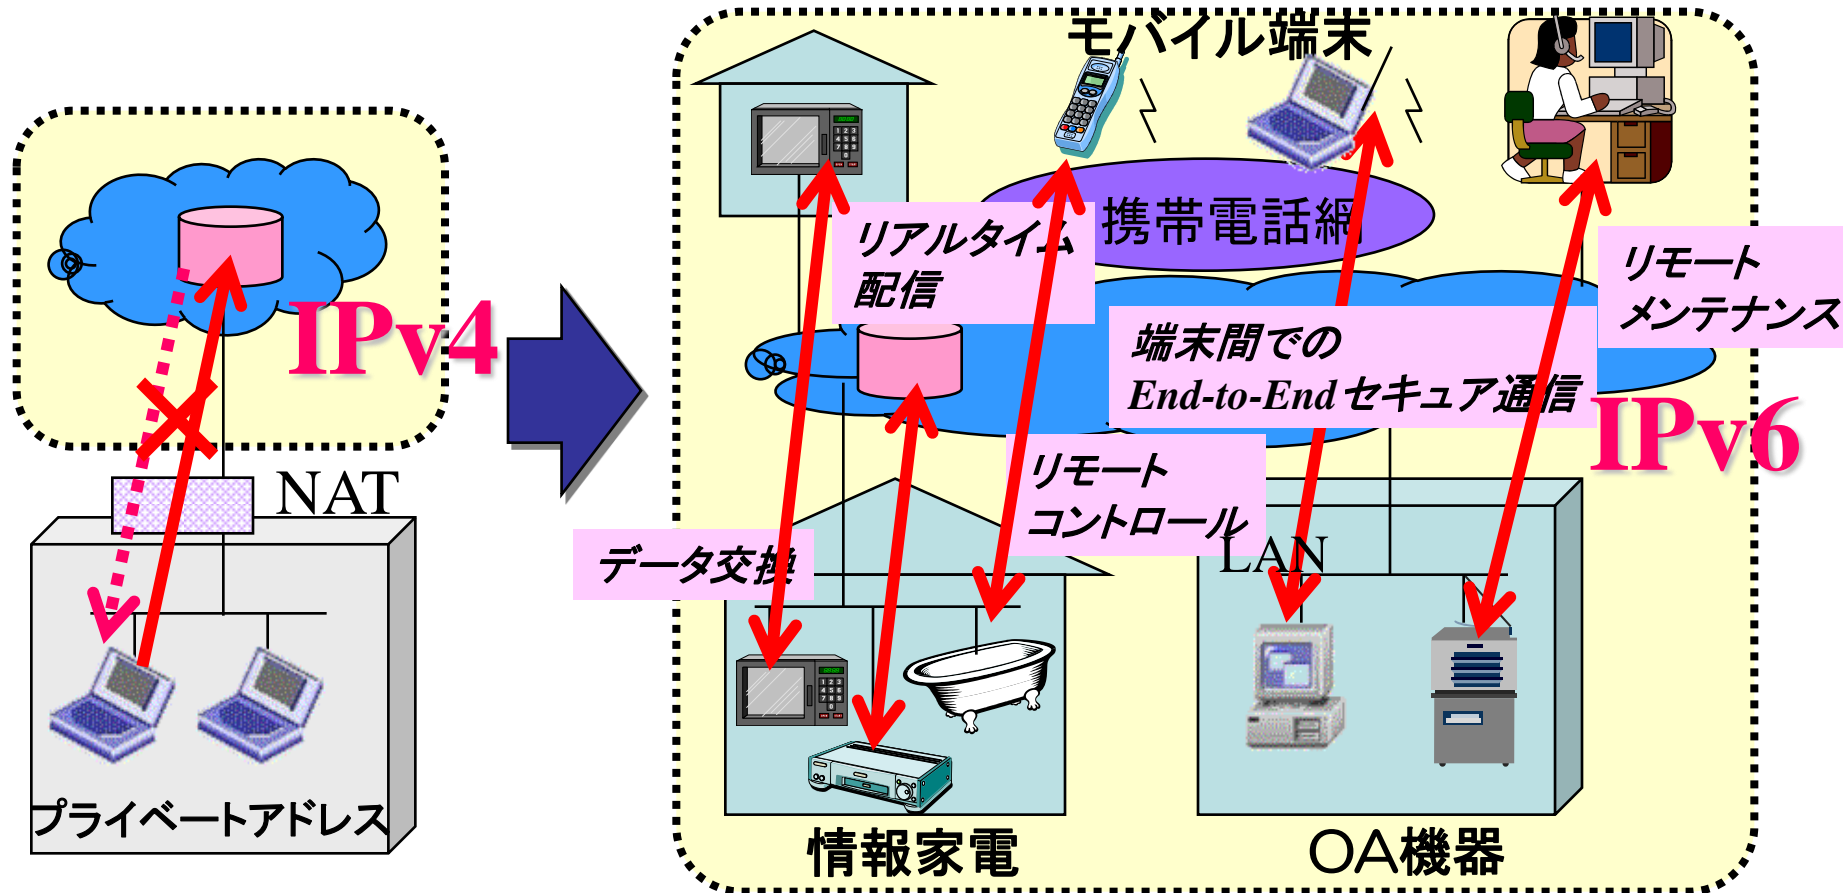 IPv4
NAT
プライベートアドレス
モバイル端末
携帯電話網
リアルタイム
配信
リモート
メンテナンス
端末間での
End-to-Endセキュア通信
IPv6
リモート
コントロール
データ交換
LAN
情報家電
OA機器